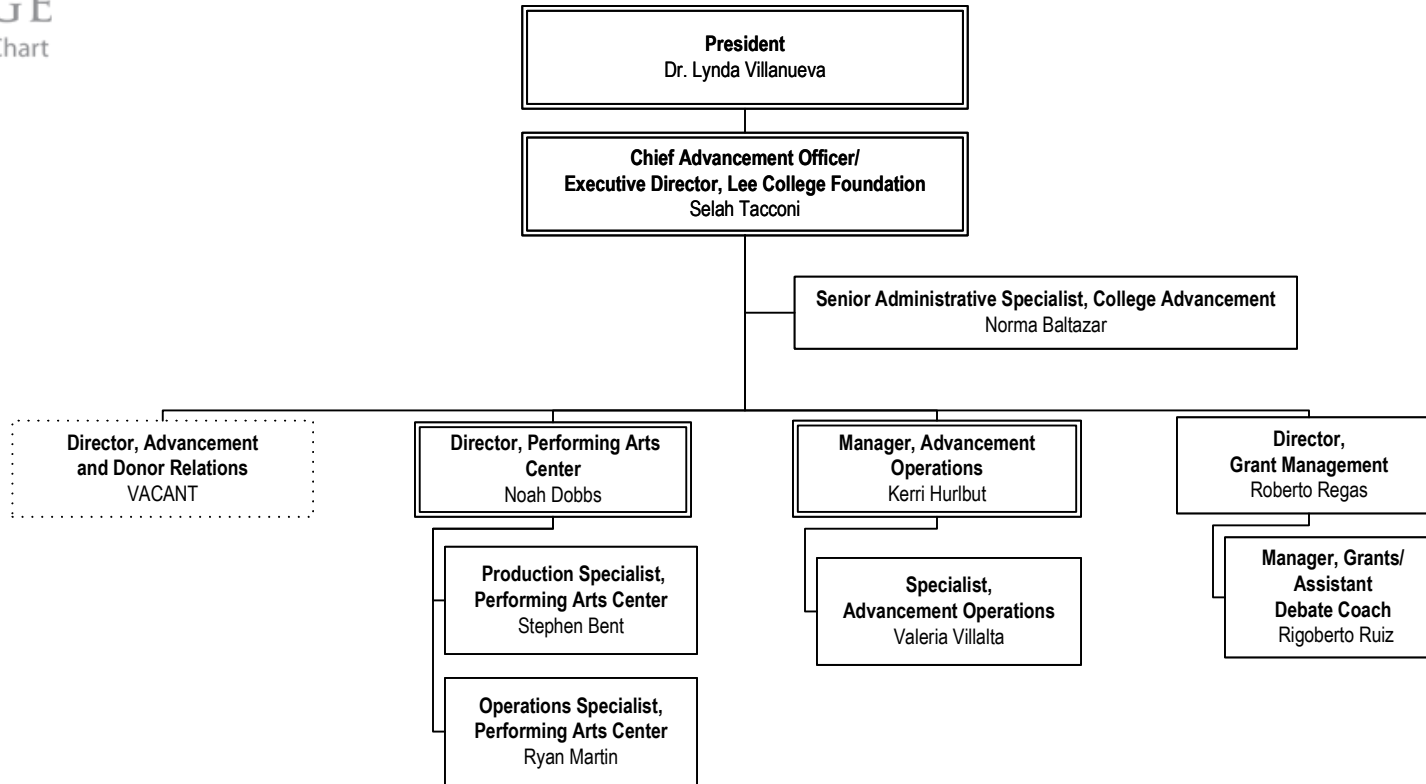 Chart
President
Dr. Lynda Villanueva
Chief Advancement Officer/
Executive Director, Lee College Foundation
Selah Tacconi
Senior Administrative Specialist, College Advancement
Norma Baltazar
Director, Advancement
and Donor Relations
VACANT
Director, Performing Arts
Center
Noah Dobbs
Manager, Advancement
Operations
Kerri Hurlbut
Director,
Grant Management
Roberto Regas
Production Specialist,
Performing Arts Center
Stephen Bent
Operations Specialist,
Performing Arts Center
Ryan Martin
Specialist,
Advancement Operations
Valeria Villalta
Manager, Grants/
Assistant
Debate Coach
Rigoberto Ruiz